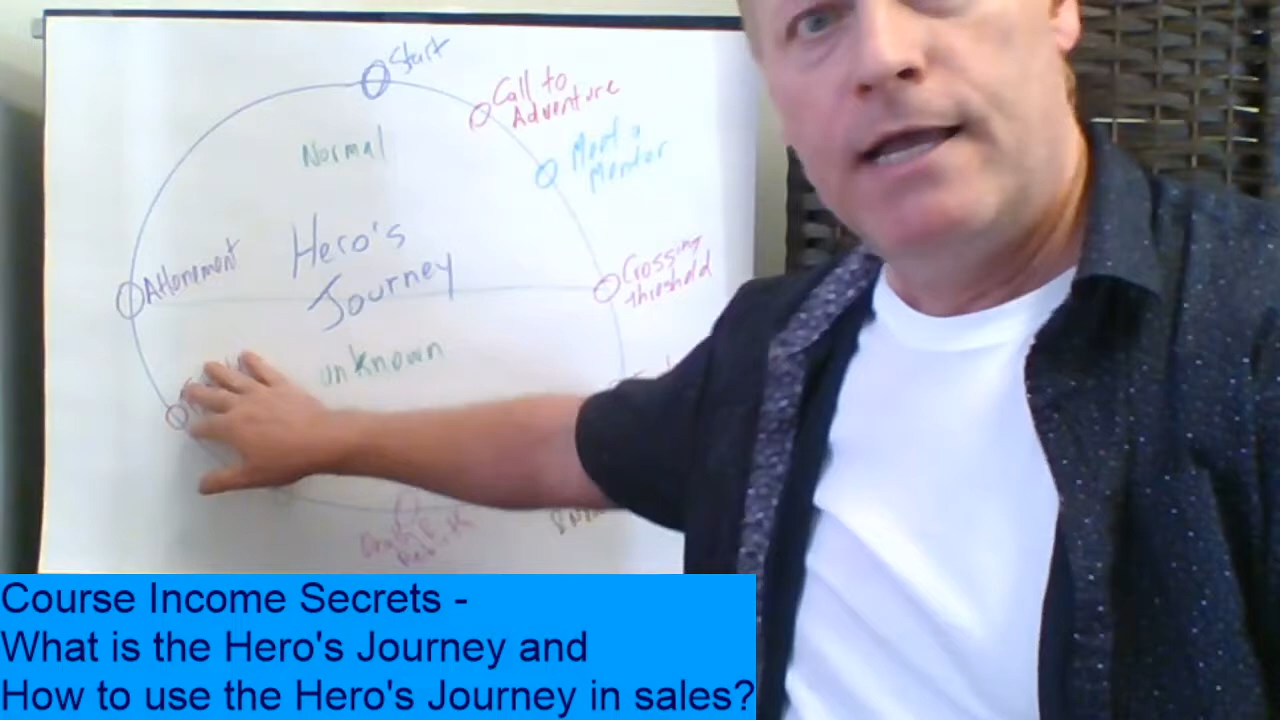 Start
Call to
Adventure
Meet a
Mentor
Normal
Hero's
Journey
Attonement
Crossing
threshold
unknown
Course Income Secrets -
What is the Hero's Journey and
How to use the Hero's Journey in sales?